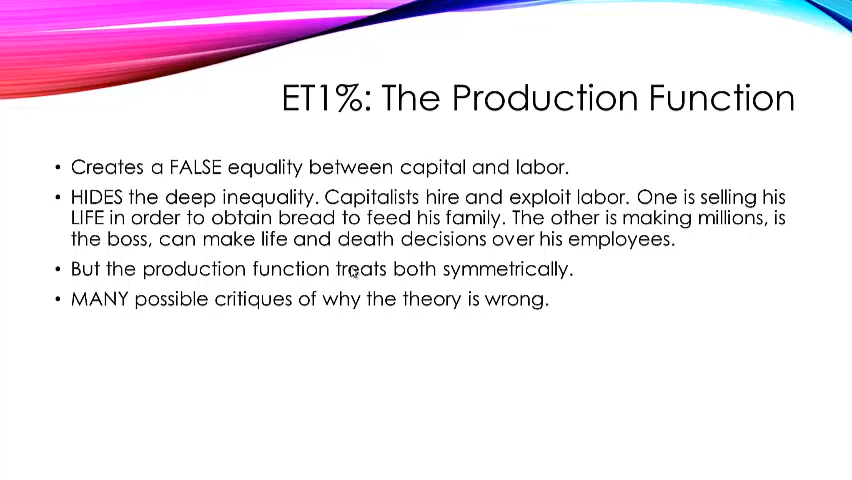 ET1%: The Production Function
• Creates a FALSE equality between capital and labor.
• HIDES the deep inequality. Capitalists hire and exploit labor. One is selling his
LIFE in order to obtain bread to feed his family. The other is making millions, is
the boss, can make life and death decisions over his employees.
• But the production function treats both symmetrically.
• MANY possible critiques of why the theory is wrong.